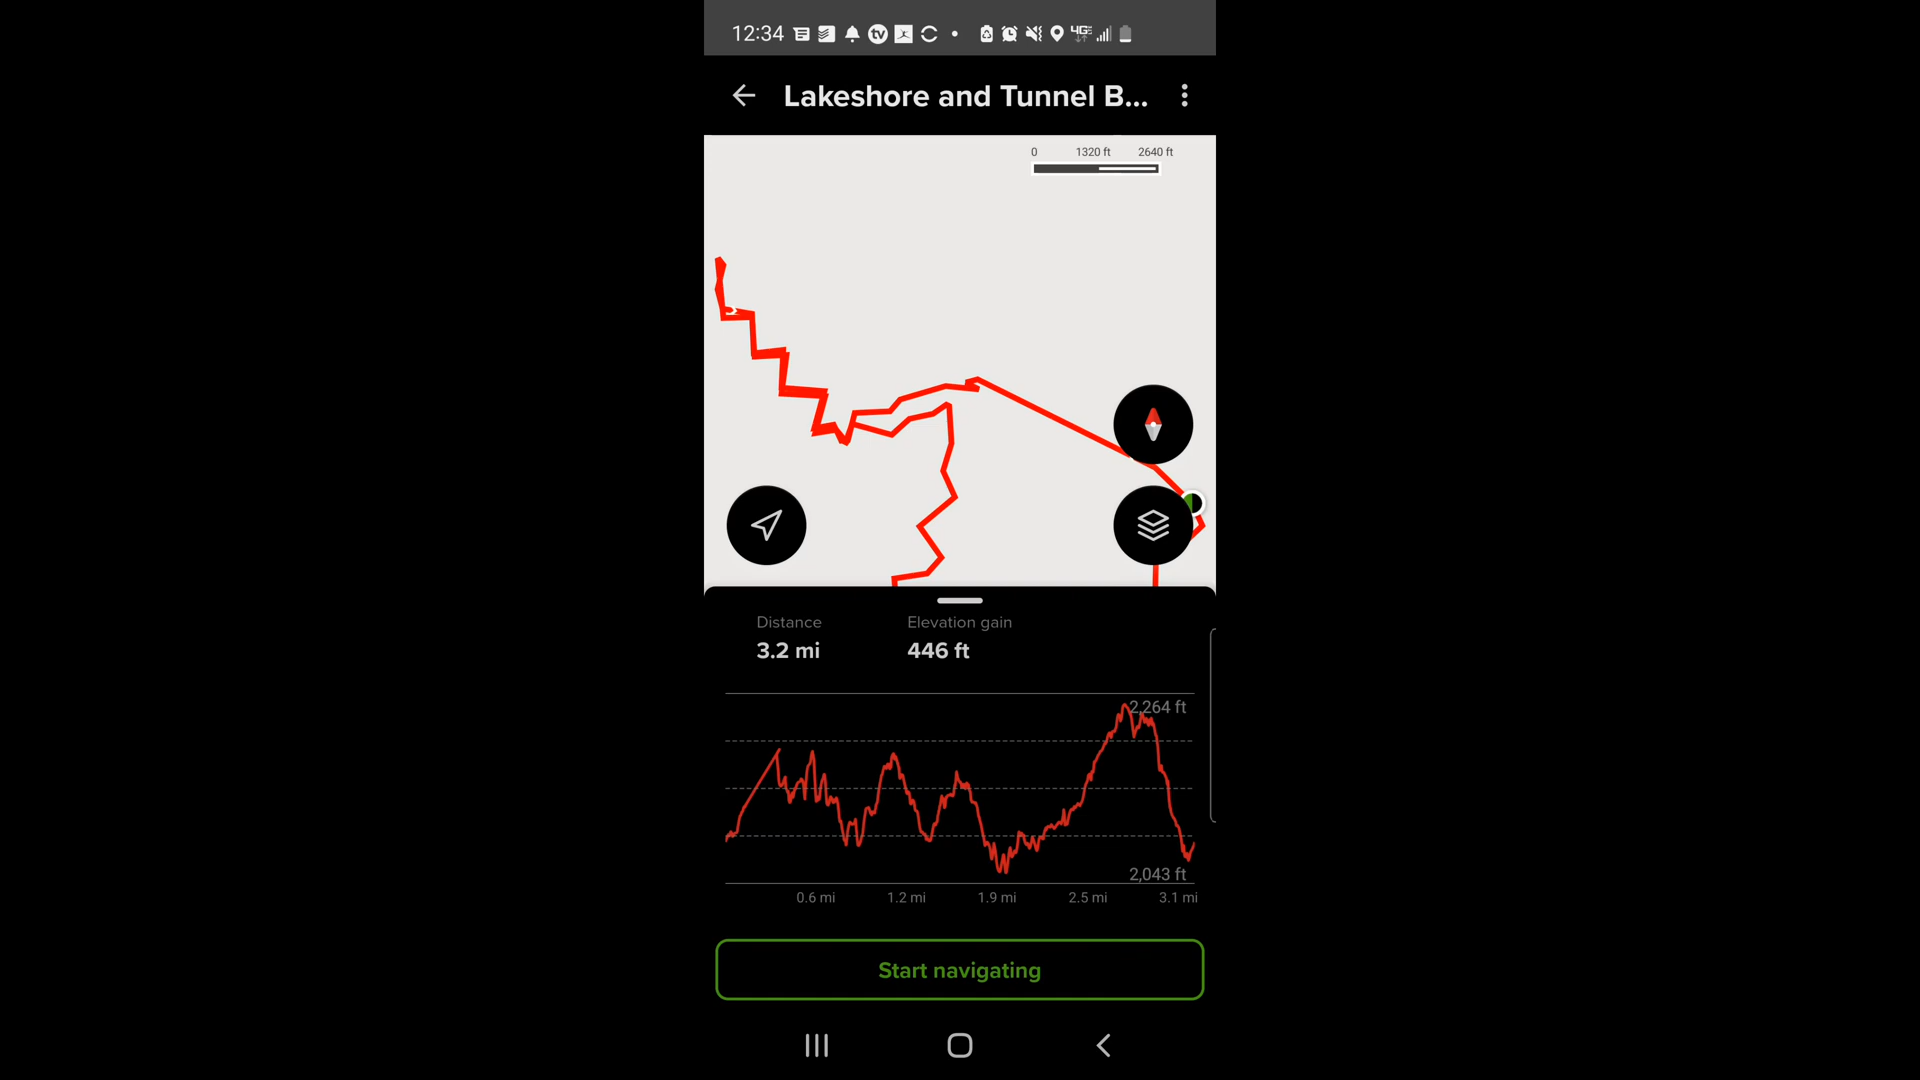 12:34 tv 4G
Lakeshore and Tunnel B...
0 1320 ft 2640 ft
Distance Elevation gain
3.2 mi 446 ft
2,264 ft
2,043 ft
0.6 mi 1.2 mi 1.9 mi 2.5 mi 3.1 mi
Start navigating